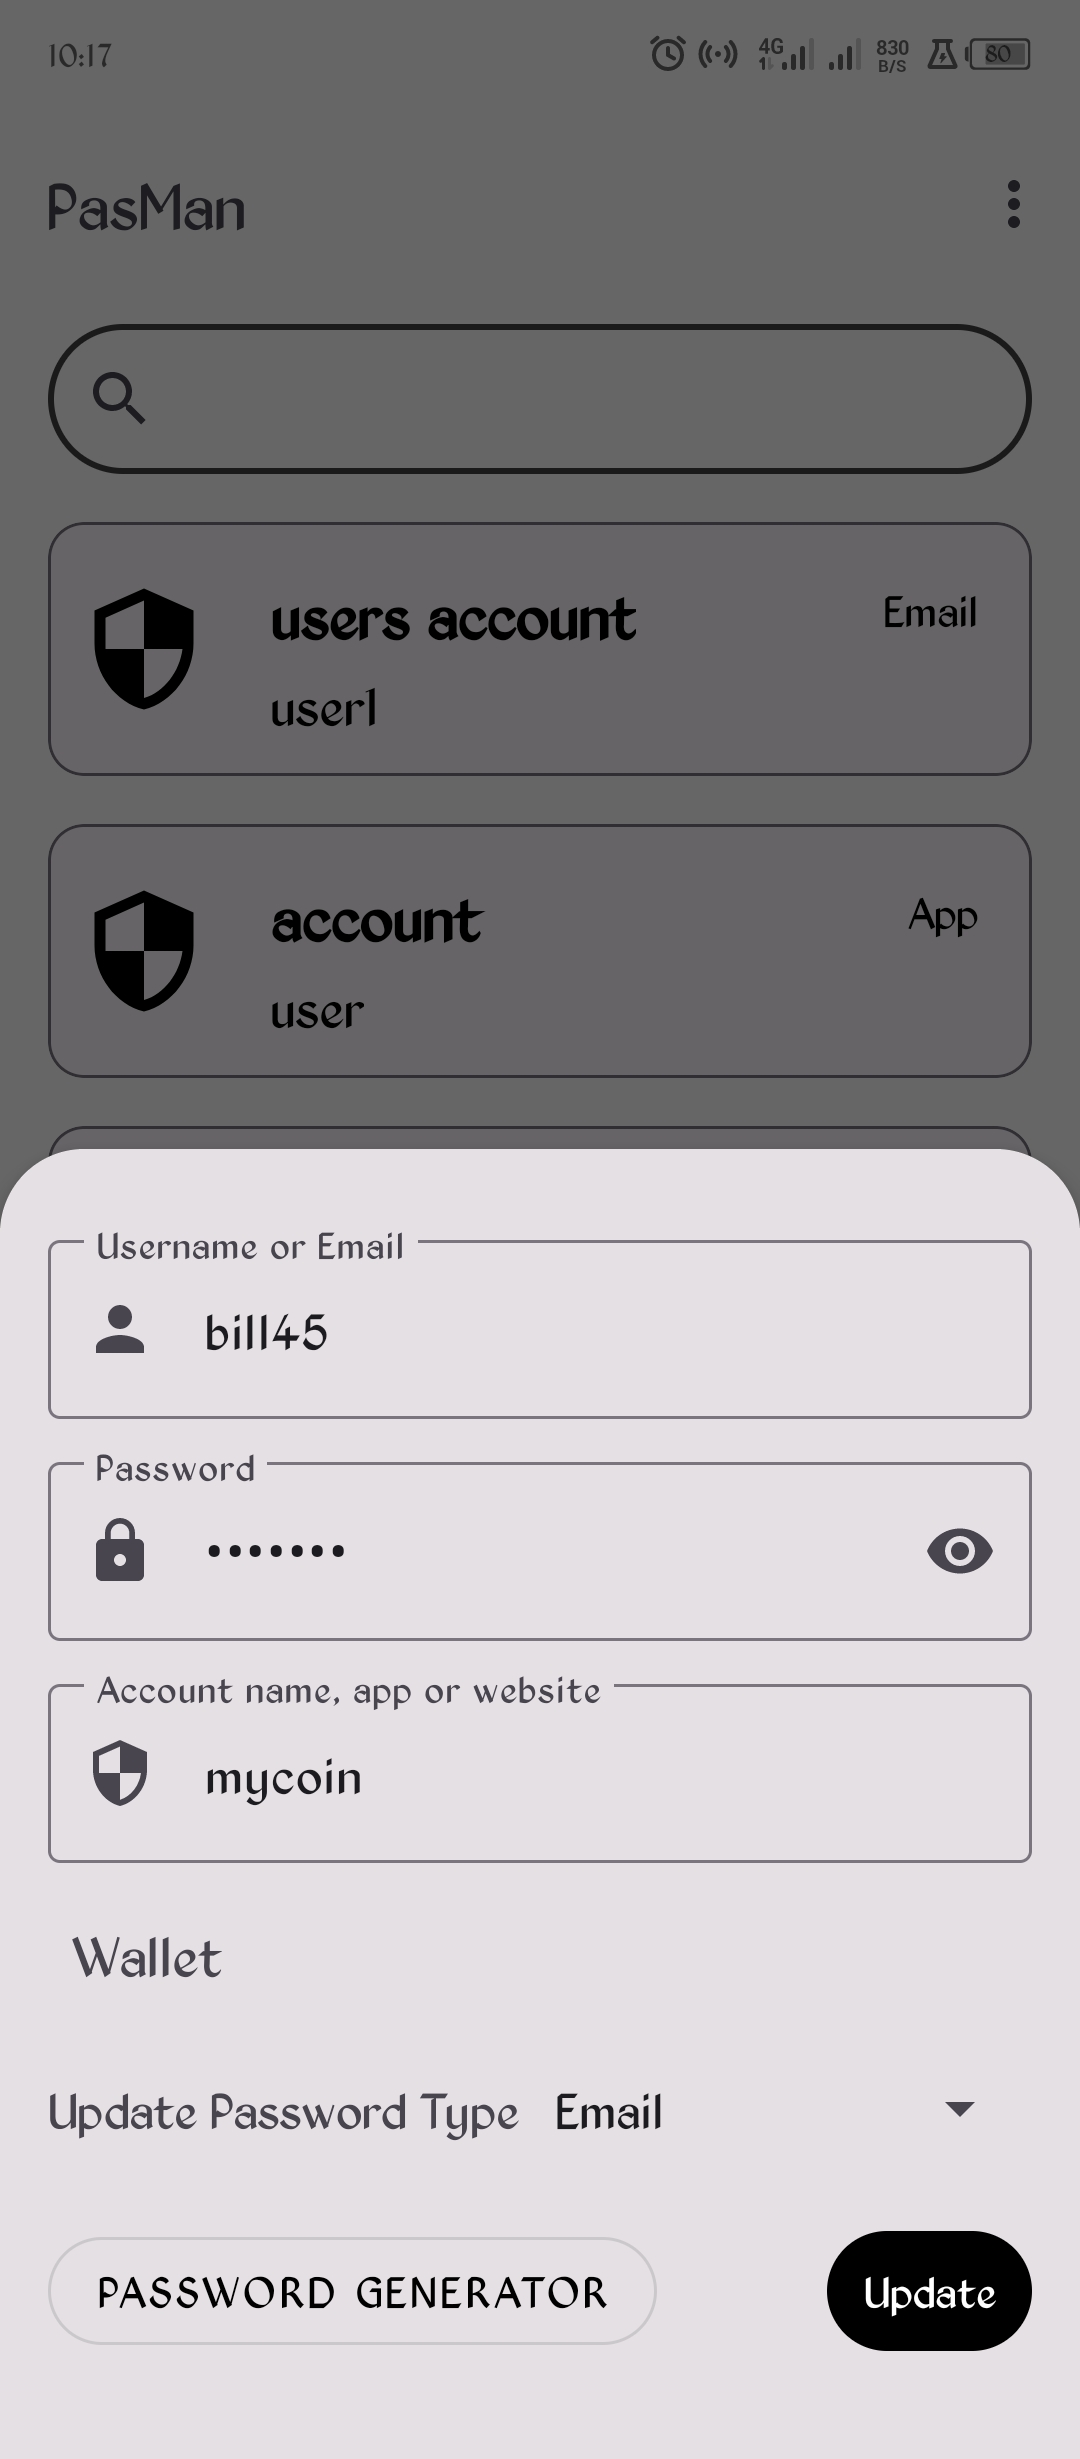 10:17
4G
830
B/S
80
PasMan
users account
Email
user1
account
App
user
Username or Email
bill45
Password
•••••••
Account name, app or website
mycoin
Wallet
Update Password Type Email
PASSWORD GENERATOR
Update